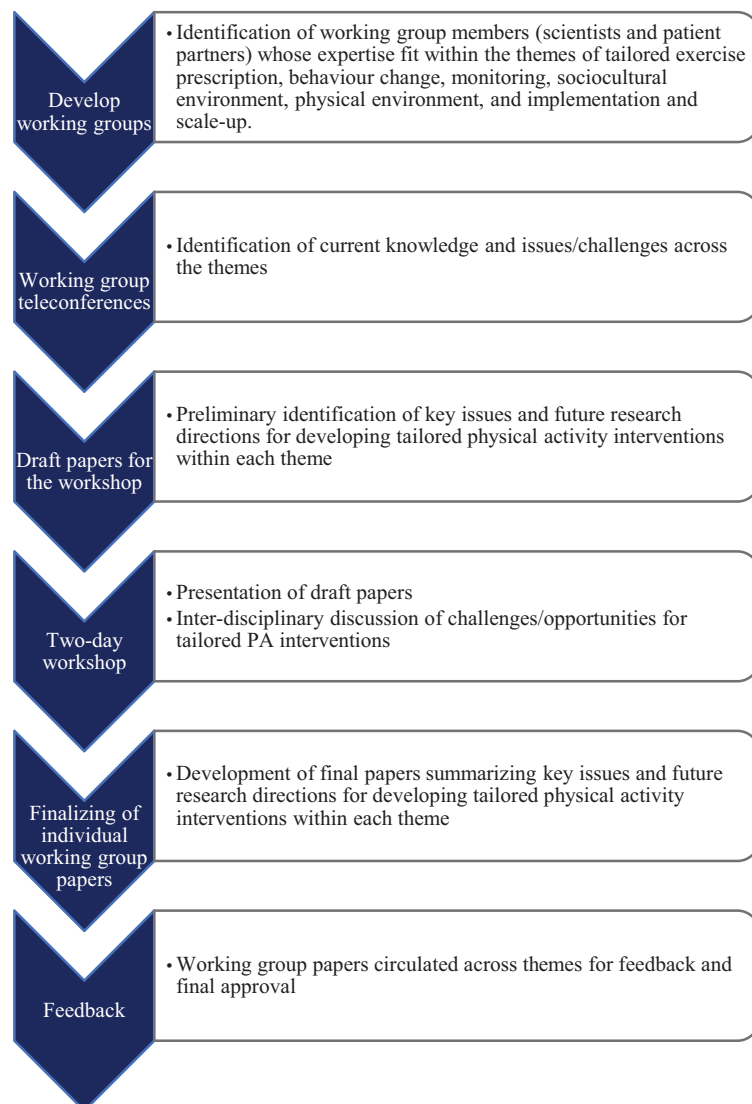 Develop
working groups
• Identification of working group members (scientists and patient
partners) whose expertise fit within the themes of tailored exercise
prescription, behaviour change, monitoring, sociocultural
environment, physical environment, and implementation and
scale-up.
Working group
teleconferences
• Identification of current knowledge and issues/challenges across
the themes
Draft papers for
the workshop
• Preliminary identification of key issues and future research
directions for developing tailored physical activity interventions
within each theme
Two-day
workshop
• Presentation of draft papers
• Inter-disciplinary discussion of challenges/opportunities for
tailored PA interventions
Finalizing of
individual
working group
papers
• Development of final papers summarizing key issues and future
research directions for developing tailored physical activity
interventions within each theme
Feedback
• Working group papers circulated across themes for feedback and
final approval